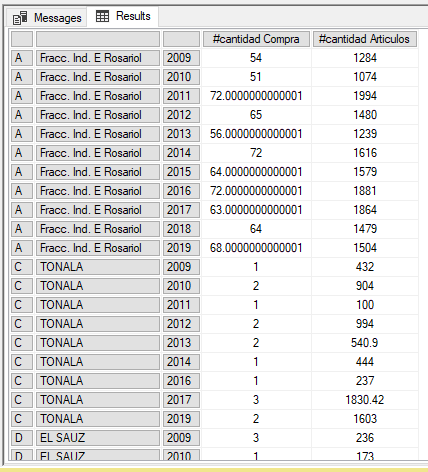 Messages Results
#cantidad Compra #cantidad Articulos
A Fracc. Ind. E Rosariol 2009 54 1284
A Fracc. Ind. E Rosariol 2010 51 1074
A Fracc. Ind. E Rosariol 2011 72.0000000000001 1994
A Fracc. Ind. E Rosariol 2012 65 1480
A Fracc. Ind. E Rosariol 2013 56.0000000000001 1239
A Fracc. Ind. E Rosariol 2014 72 1616
A Fracc. Ind. E Rosariol 2015 64.0000000000001 1579
A Fracc. Ind. E Rosariol 2016 72.0000000000001 1881
A Fracc. Ind. E Rosariol 2017 63.0000000000001 1864
A Fracc. Ind. E Rosariol 2018 64 1479
A Fracc. Ind. E Rosariol 2019 68.0000000000001 1504
C TONALA 2009 1 432
C TONALA 2010 2 904
C TONALA 2011 1 100
C TONALA 2012 2 994
C TONALA 2013 2 540.9
C TONALA 2014 1 444
C TONALA 2016 1 237
C TONALA 2017 3 1830.42
C TONALA 2019 2 1603
D EL SAUZ 2009 3 236
D EL SAUZ 2010 1 173